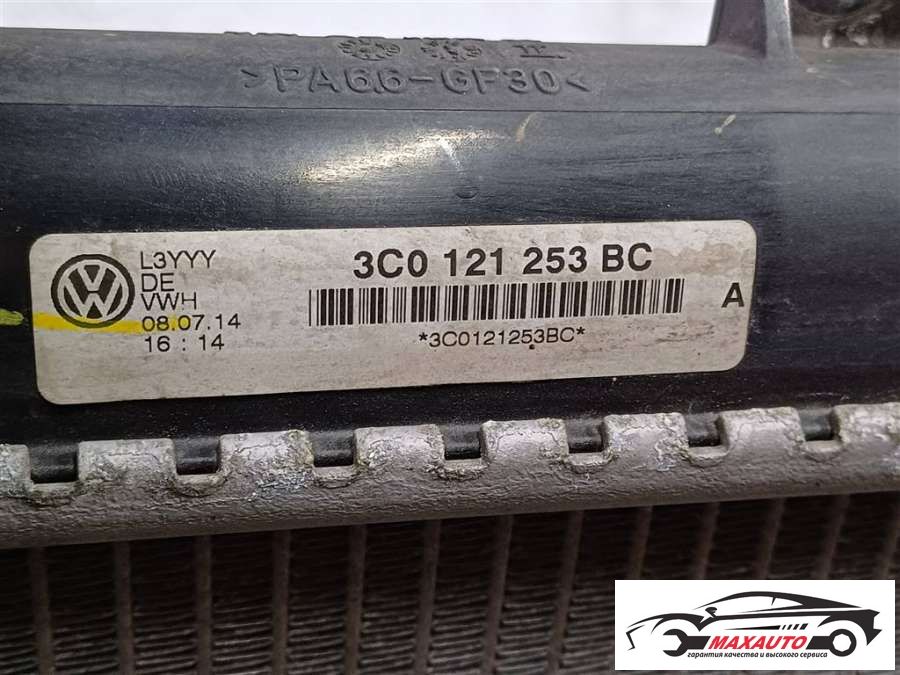 >PA66-GF30<
L3YYY
DE
VWH
08.07.14
16 : 14
3C0 121 253 BC
*3C0121253BC*
A
MAXAUTO
гарантия качества и высокого сервиса